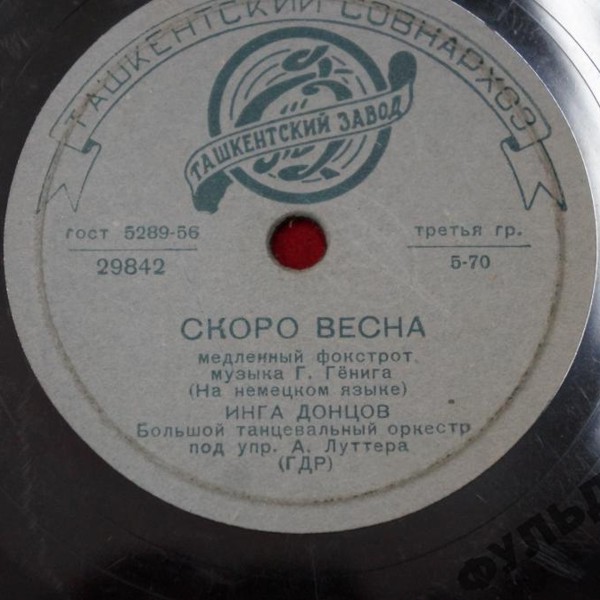 ТАШКЕНТСКИЙ СОВНАРХОЗ
ТАШКЕНТСКИЙ ЗАВОД
гост 5289-56
29842
третья гр.
5-70
СКОРО ВЕСНА
медленный фокстрот
музыка Г. Гёнига
(На немецком языке)
ИНГА ДОНЦОВ
Большой танцевальный оркестр
под упр. А. Луттера
(ГДР)